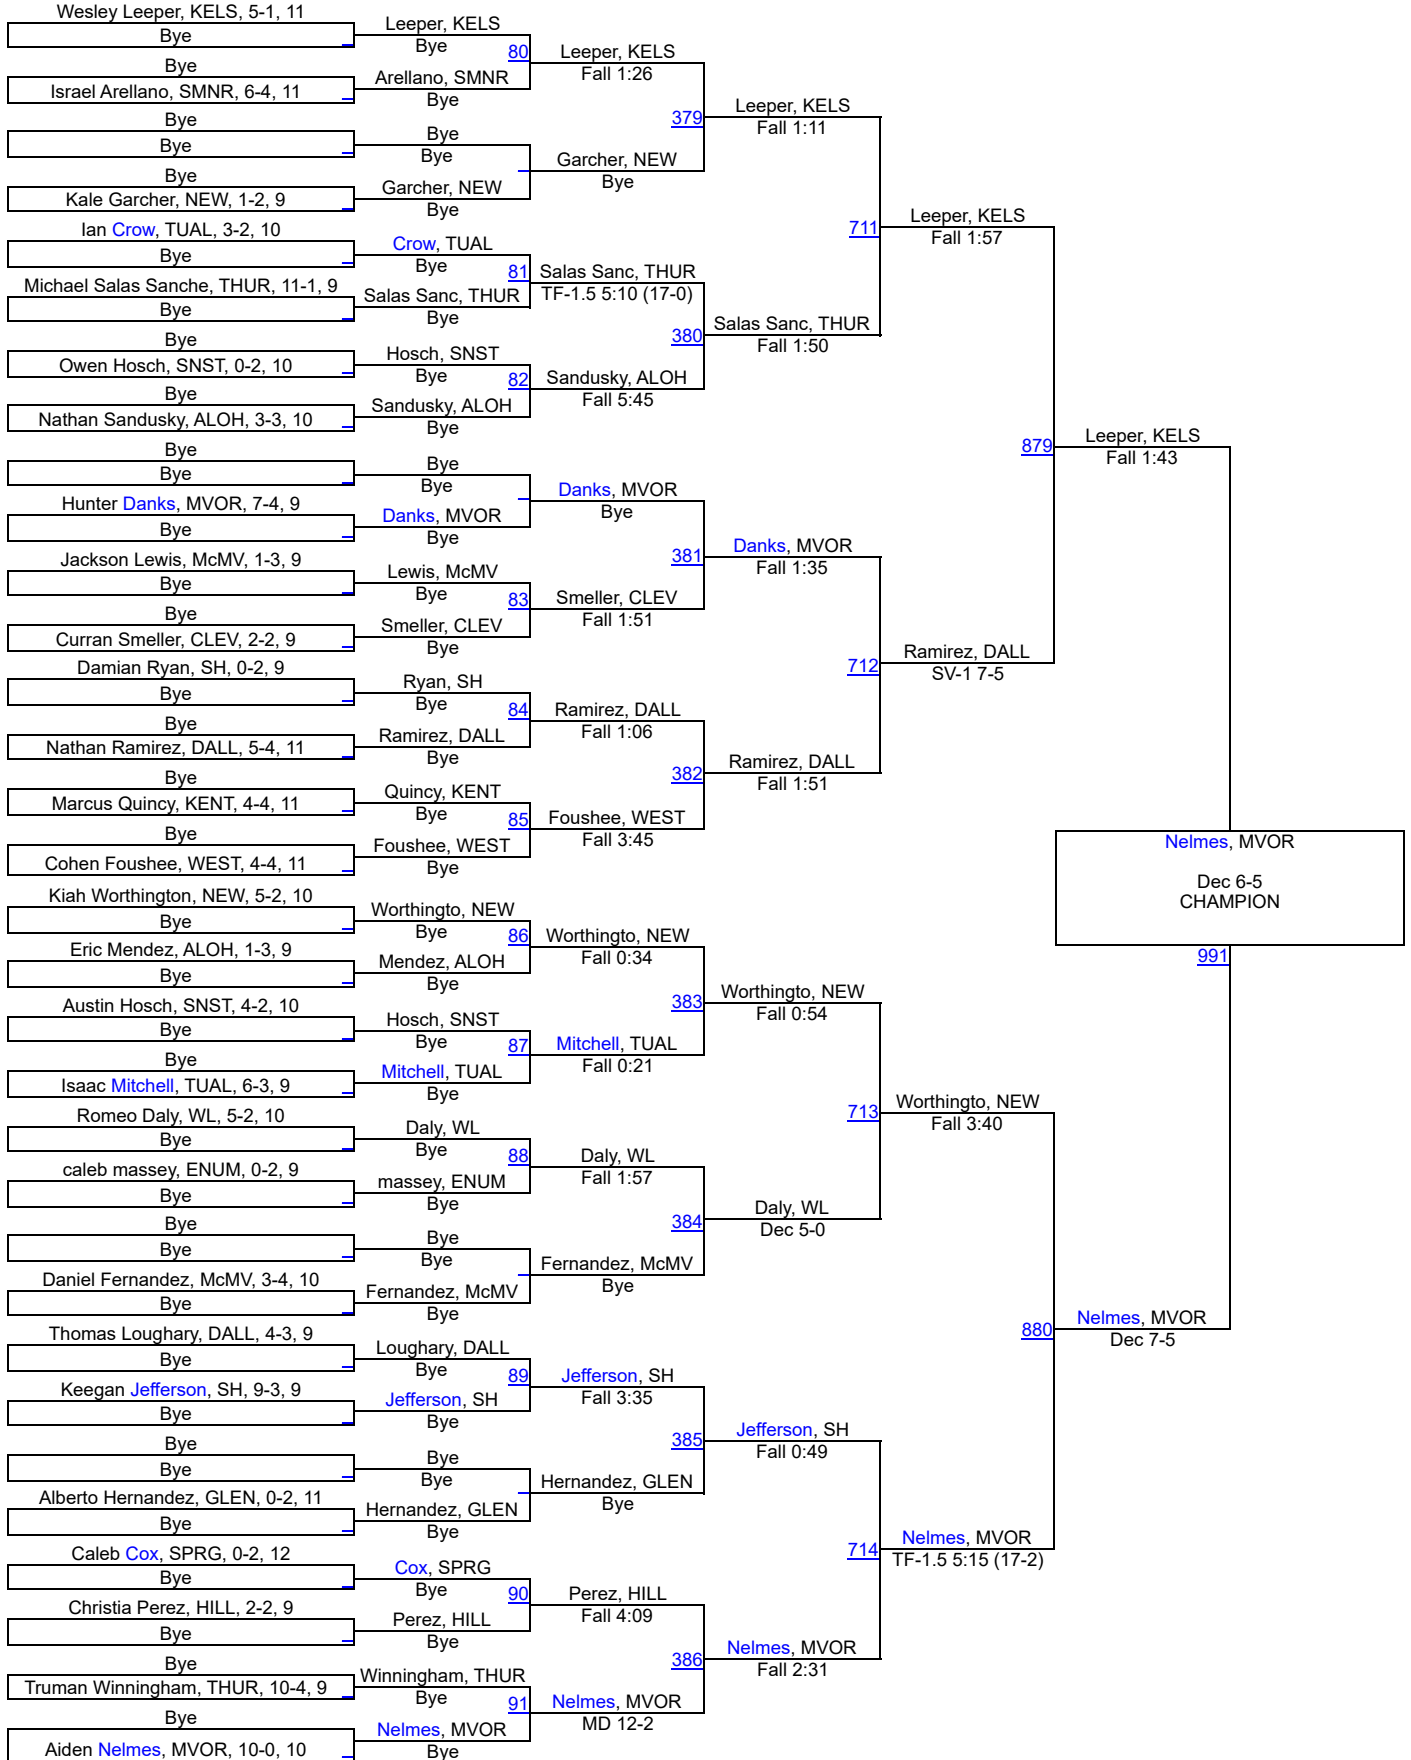 Wesley Leeper, KELS, 5-1, 11
Bye
Bye
Israel Arellano, SMNR, 6-4, 11
Bye
Bye
Bye
Kale Garcher, NEW, 1-2, 9
Ian Crow, TUAL, 3-2, 10
Bye
Michael Salas Sanche, THUR, 11-1, 9
Bye
Bye
Owen Hosch, SNST, 0-2, 10
Bye
Nathan Sandusky, ALOH, 3-3, 10
Bye
Bye
Hunter Danks, MVOR, 7-4, 9
Bye
Jackson Lewis, McMV, 1-3, 9
Bye
Bye
Curran Smeller, CLEV, 2-2, 9
Damian Ryan, SH, 0-2, 9
Bye
Bye
Nathan Ramirez, DALL, 5-4, 11
Bye
Marcus Quincy, KENT, 4-4, 11
Bye
Cohen Foushee, WEST, 4-4, 11
Kiah Worthington, NEW, 5-2, 10
Bye
Eric Mendez, ALOH, 1-3, 9
Bye
Austin Hosch, SNST, 4-2, 10
Bye
Bye
Isaac Mitchell, TUAL, 6-3, 9
Romeo Daly, WL, 5-2, 10
Bye
caleb massey, ENUM, 0-2, 9
Bye
Bye
Bye
Daniel Fernandez, McMV, 3-4, 10
Bye
Thomas Loughary, DALL, 4-3, 9
Bye
Keegan Jefferson, SH, 9-3, 9
Bye
Bye
Bye
Alberto Hernandez, GLEN, 0-2, 11
Bye
Caleb Cox, SPRG, 0-2, 12
Bye
Christia Perez, HILL, 2-2, 9
Bye
Bye
Truman Winningham, THUR, 10-4, 9
Bye
Aiden Nelmes, MVOR, 10-0, 10
Leeper, KELS
Bye
80
Arellano, SMNR
Bye
Bye
Bye
Garcher, NEW
Bye
Crow, TUAL
Bye
81
Salas Sanc, THUR
Bye
Hosch, SNST
Bye
82
Sandusky, ALOH
Bye
Bye
Bye
Danks, MVOR
Bye
Lewis, McMV
Bye
83
Smeller, CLEV
Bye
Ryan, SH
Bye
84
Ramirez, DALL
Bye
Quincy, KENT
Bye
85
Foushee, WEST
Bye
Worthingto, NEW
Bye
86
Mendez, ALOH
Bye
Hosch, SNST
Bye
87
Mitchell, TUAL
Bye
Daly, WL
Bye
88
massey, ENUM
Bye
Bye
Bye
Fernandez, McMV
Bye
Loughary, DALL
Bye
89
Jefferson, SH
Bye
Bye
Bye
Hernandez, GLEN
Bye
Cox, SPRG
Bye
90
Perez, HILL
Bye
Winningham, THUR
Bye
91
Nelmes, MVOR
Bye
Leeper, KELS
Fall 1:26
379
Garcher, NEW
Bye
Salas Sanc, THUR
TF-1.5 5:10 (17-0)
380
Sandusky, ALOH
Fall 5:45
Danks, MVOR
Bye
381
Smeller, CLEV
Fall 1:51
Ramirez, DALL
Fall 1:06
382
Foushee, WEST
Fall 3:45
Worthingto, NEW
Fall 0:34
383
Mitchell, TUAL
Fall 0:21
Daly, WL
Fall 1:57
384
Fernandez, McMV
Bye
Jefferson, SH
Fall 3:35
385
Hernandez, GLEN
Bye
Perez, HILL
Fall 4:09
386
Nelmes, MVOR
MD 12-2
Leeper, KELS
Fall 1:11
711
Salas Sanc, THUR
Fall 1:50
Danks, MVOR
Fall 1:35
712
Ramirez, DALL
Fall 1:51
Worthingto, NEW
Fall 0:54
713
Daly, WL
Dec 5-0
Jefferson, SH
Fall 0:49
714
Nelmes, MVOR
Fall 2:31
Leeper, KELS
Fall 1:57
879
Ramirez, DALL
SV-1 7-5
Worthingto, NEW
Fall 3:40
880
Nelmes, MVOR
TF-1.5 5:15 (17-2)
Leeper, KELS
Fall 1:43
Nelmes, MVOR
Dec 7-5
Nelmes, MVOR
Dec 6-5
CHAMPION
991